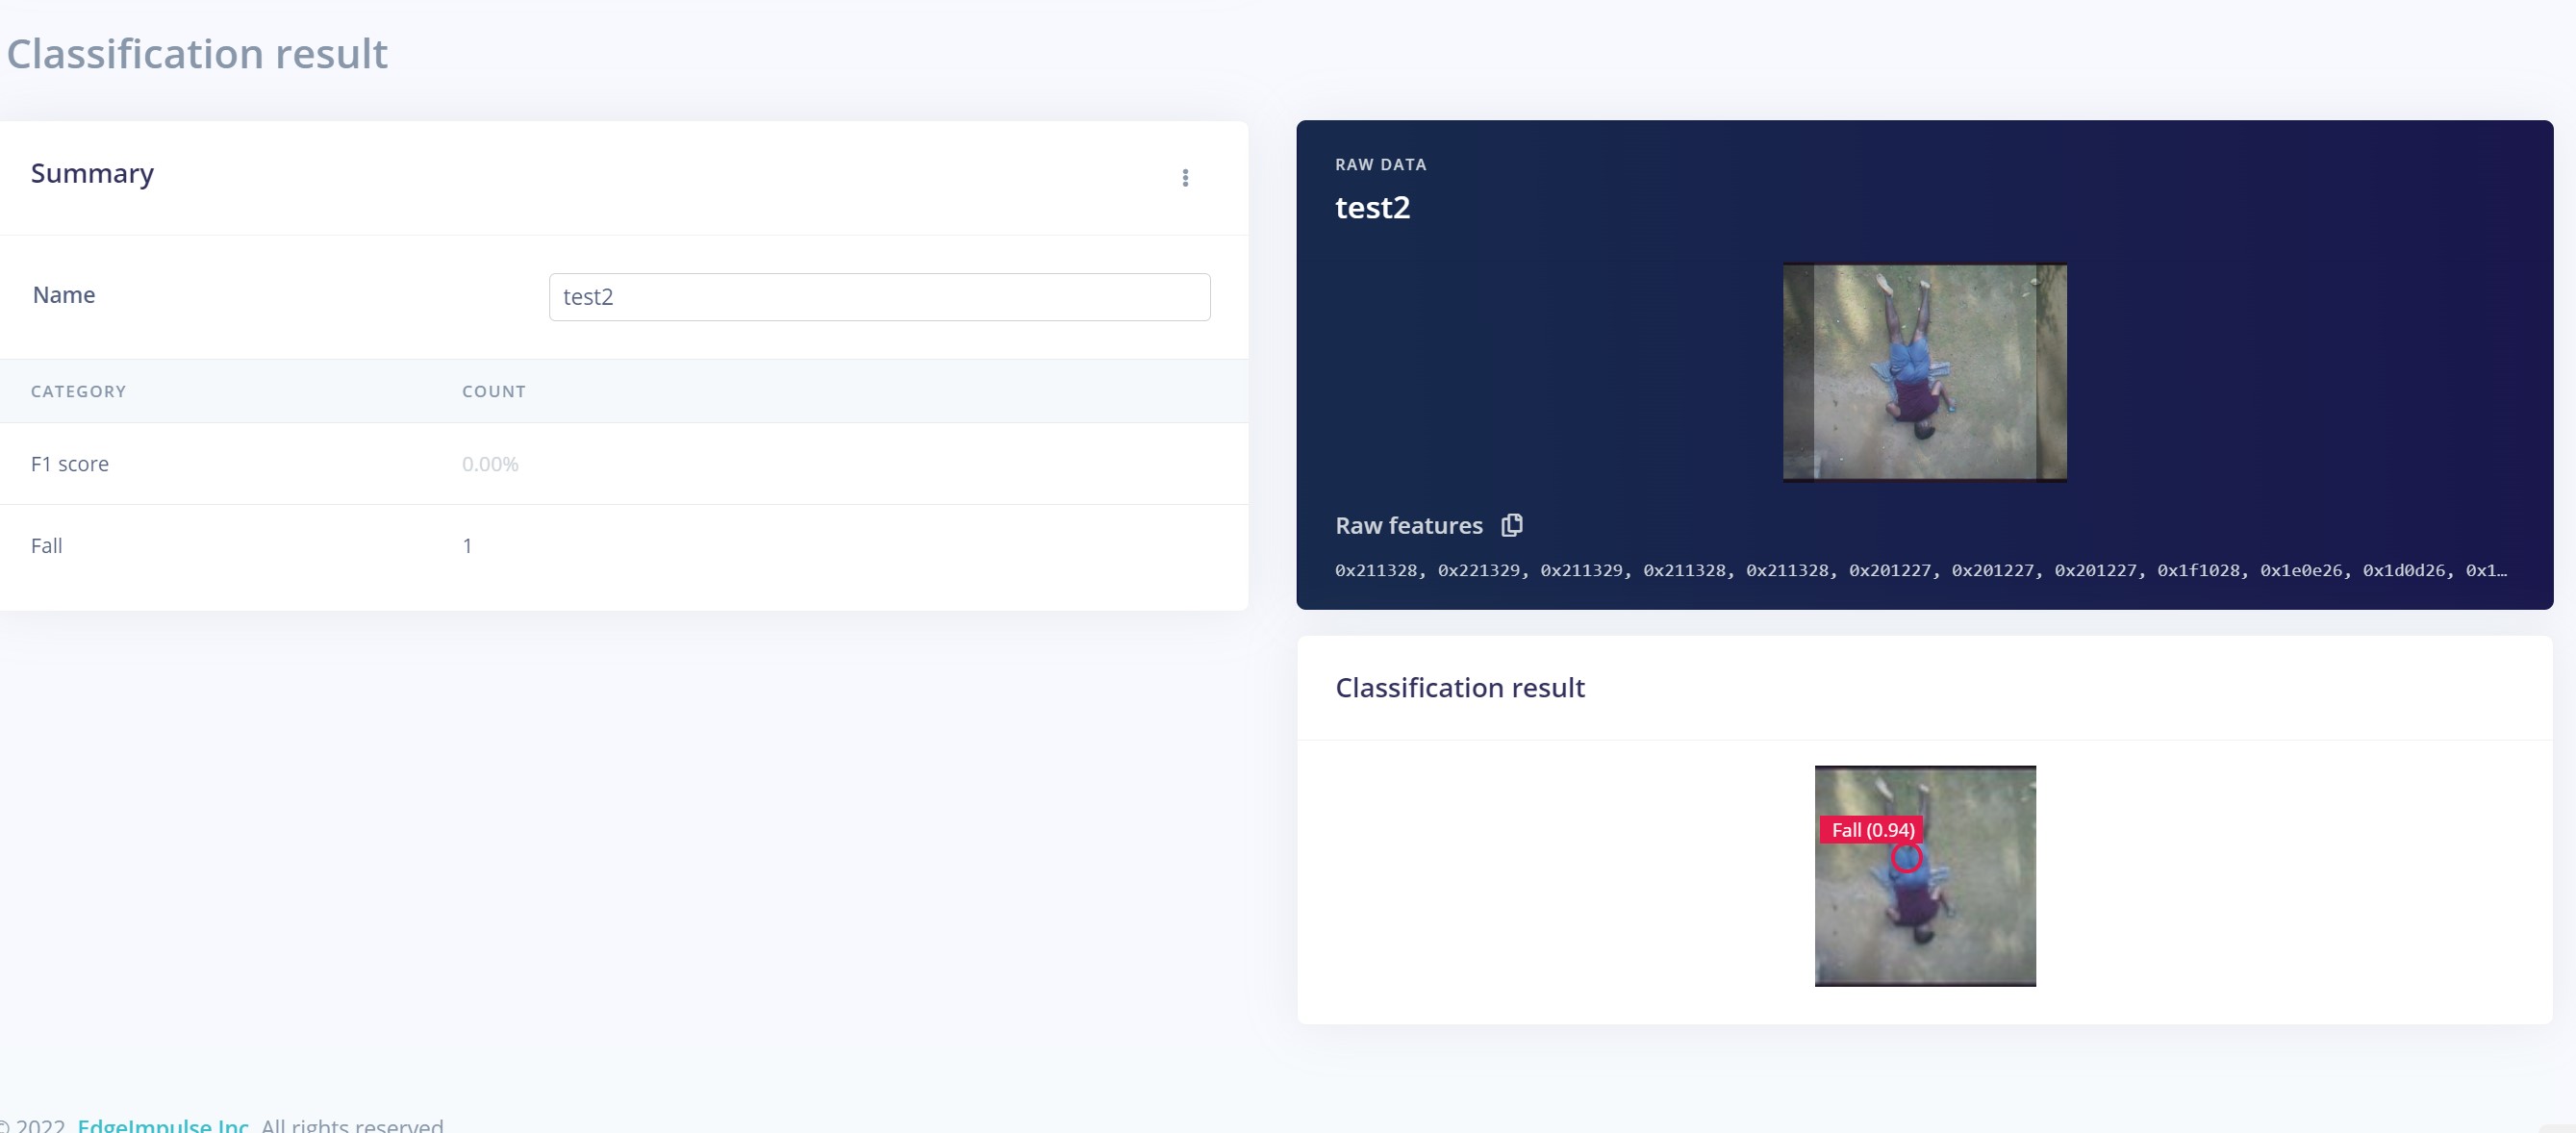 Classification result
Summary
Name
test2
CATEGORY COUNT
F1 score 0.00%
Fall 1
RAW DATA
test2
Raw features
0x211328, 0x221329, 0x211329, 0x211328, 0x211328, 0x201227, 0x201227, 0x201227, 0x1f1028, 0x1e0e26, 0x1d0d26, 0x1…
Classification result
Fall (0.94)
© 2022 EdgeImpulse Inc. All rights reserved